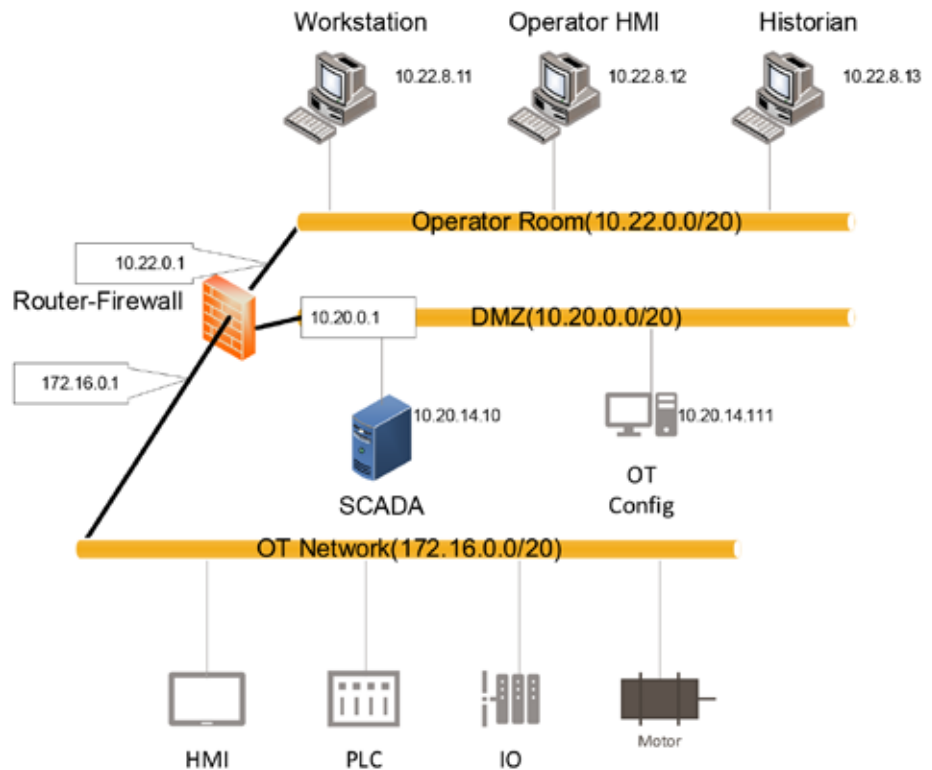 Workstation
Operator HMI
Historian
10.22.8.11
10.22.8.12
10.22.8.13
Operator Room(10.22.0.0/20)
10.22.0.1
Router-Firewall
10.20.0.1
DMZ(10.20.0.0/20)
172.16.0.1
10.20.14.10
10.20.14.111
SCADA
OT
Config
OT Network(172.16.0.0/20)
HMI
PLC
IO
Motor